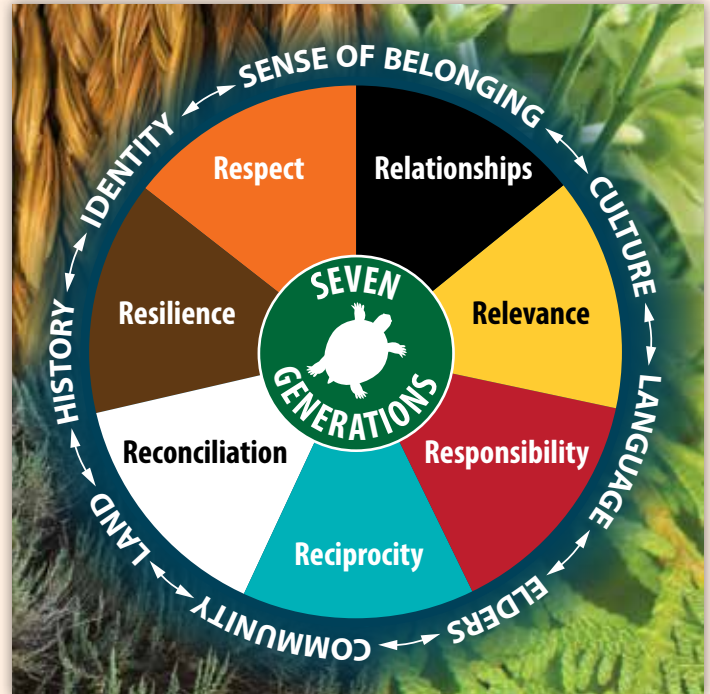 SENSE OF BELONGING
CULTURE
LANGUAGE
ELDERS
COMMUNITY
LAND
HISTORY
IDENTITY
Respect
Relationships
Relevance
Responsibility
Reciprocity
Reconciliation
Resilience
SEVEN
GENERATIONS